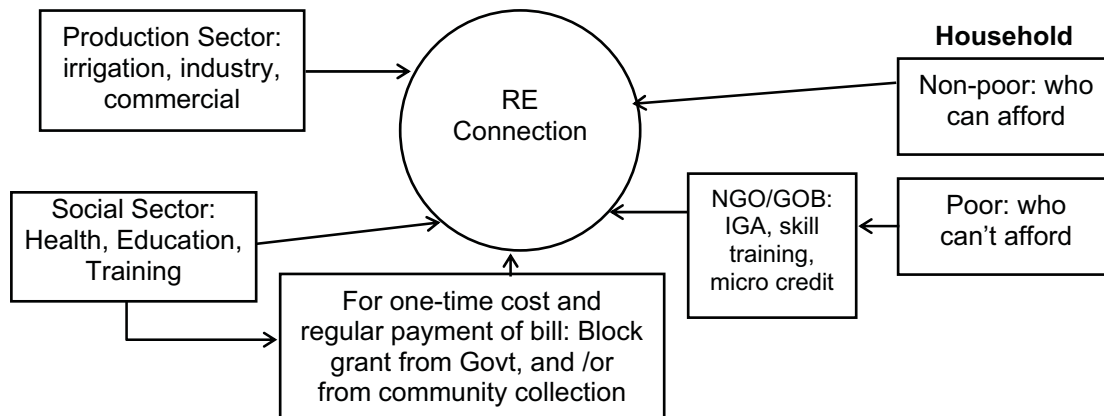 Production Sector:
irrigation, industry,
commercial
RE
Connection
Household
Non-poor: who
can afford
Social Sector:
Health, Education,
Training
NGO/GOB:
IGA, skill
training,
micro credit
Poor: who
can’t afford
For one-time cost and
regular payment of bill: Block
grant from Govt, and /or
from community collection